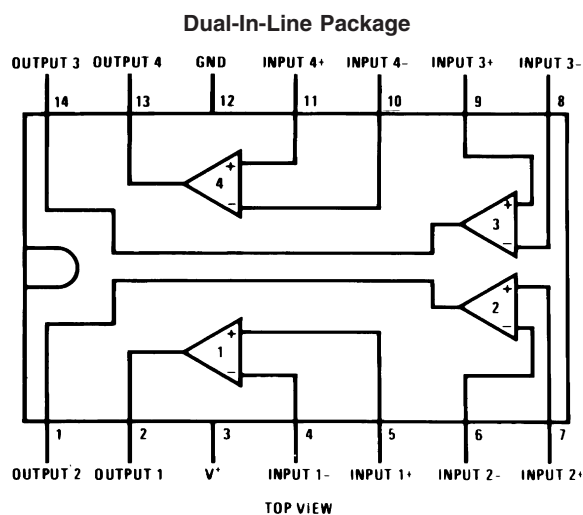 Dual-In-Line Package
OUTPUT 3 OUTPUT 4 GND INPUT 4+ INPUT 4- INPUT 3+ INPUT 3-
14 13 12 11 10 9 8
+
4
-
+
3
-
+
2
-
+
1
-
1 2 3 4 5 6 7
OUTPUT 2 OUTPUT 1 V+ INPUT 1- INPUT 1+ INPUT 2- INPUT 2+
TOP VIEW